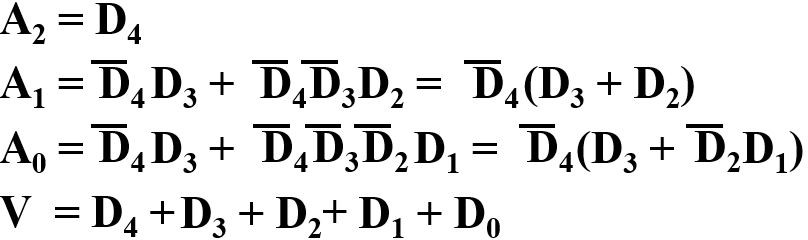 A₂ = D₄
A₁ = D̅₄D₃ + D̅₄D̅₃D₂ = D̅₄(D₃ + D₂)
A₀ = D̅₄D₃ + D̅₄D̅₃D̅₂D₁ = D̅₄(D₃ + D̅₂D₁)
V = D₄ + D₃ + D₂ + D₁ + D₀